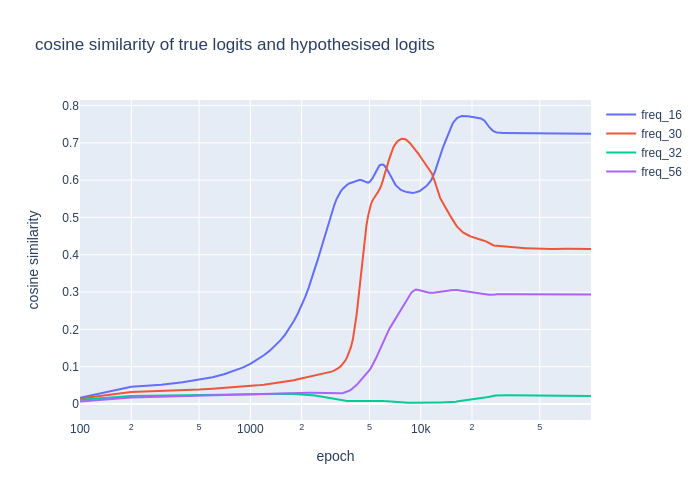 cosine similarity of true logits and hypothesised logits
cosine similarity
0.8
0.7
0.6
0.5
0.4
0.3
0.2
0.1
0
100
2
5
1000
2
5
10k
2
5
epoch
freq_16
freq_30
freq_32
freq_56